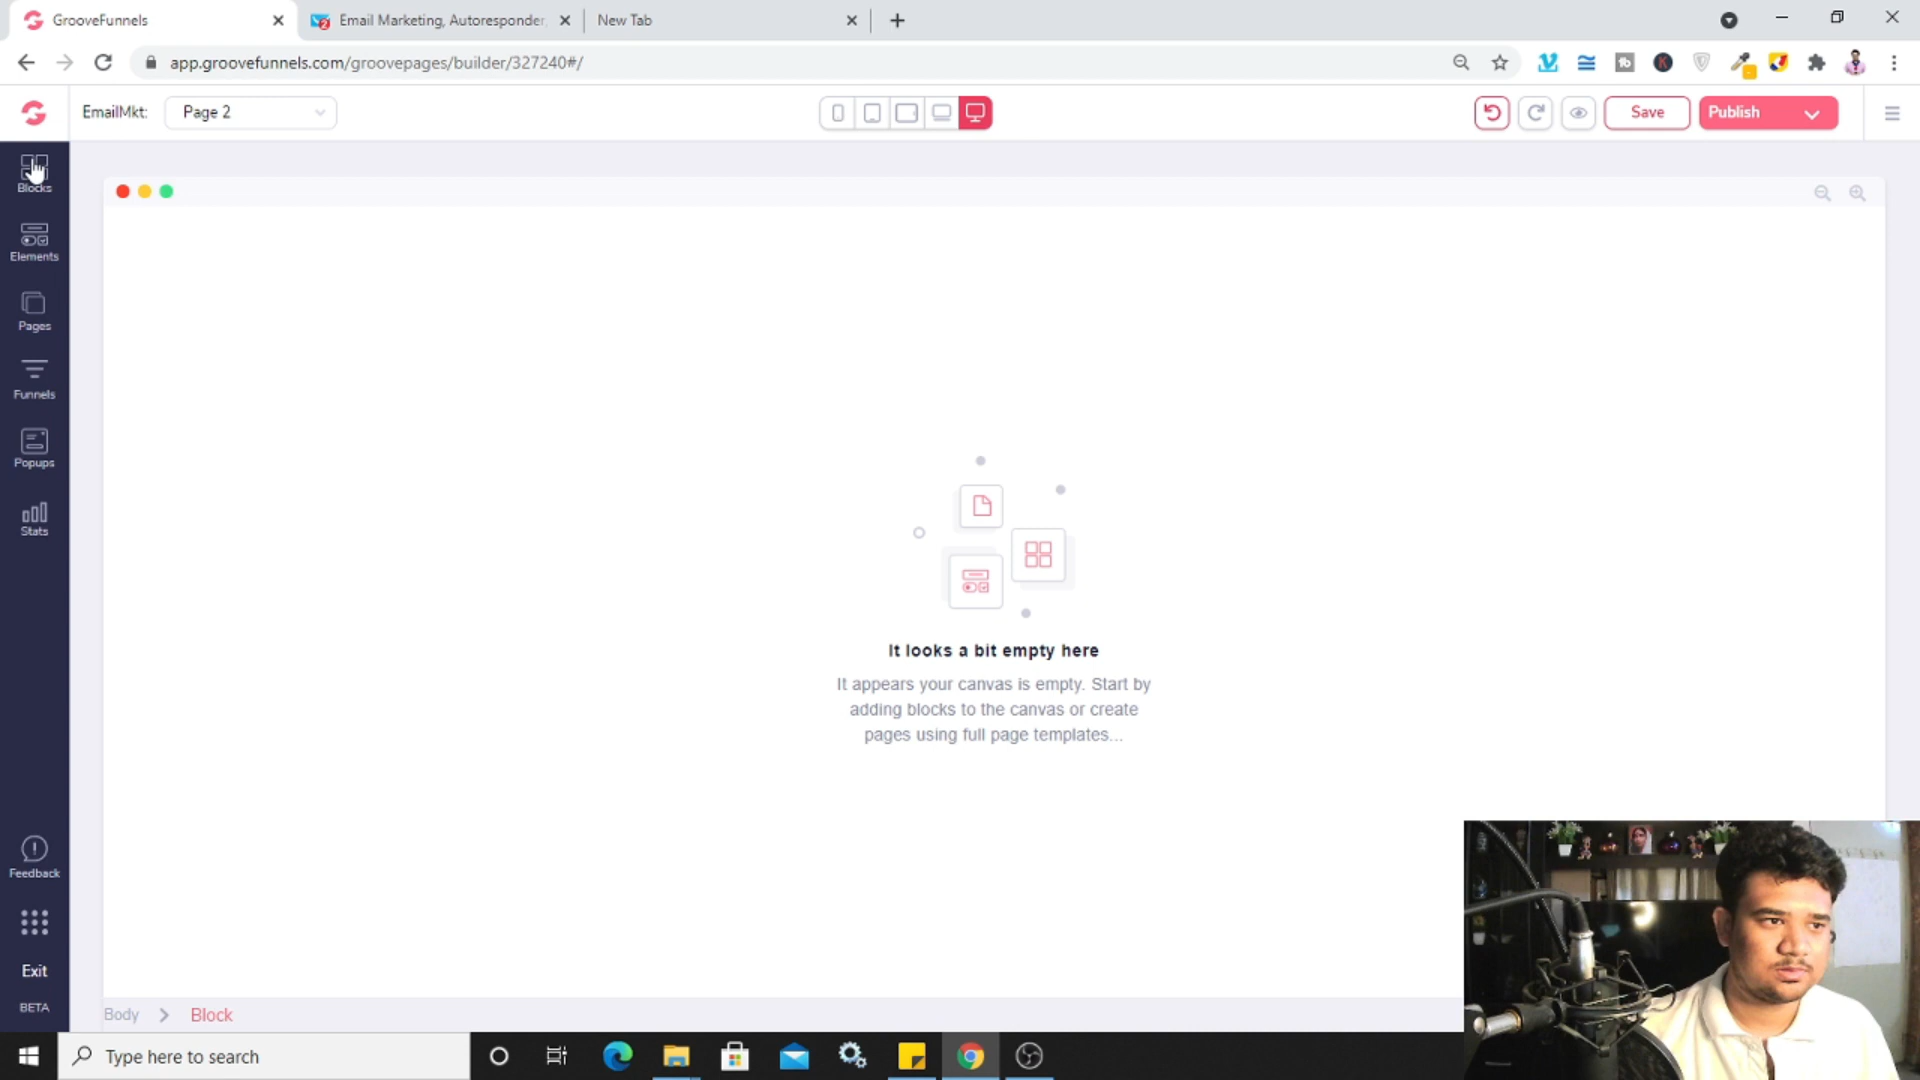 GrooveFunnels
Email Marketing, Autoresponder,
New Tab
app.groovefunnels.com/groovepages/builder/327240#/
EmailMkt:
Page 2
Save
Publish
Blocks
Elements
Pages
Funnels
Popups
Stats
It looks a bit empty here
It appears your canvas is empty. Start by
adding blocks to the canvas or create
pages using full page templates...
Feedback
Exit
BETA
Body
Block
Type here to search